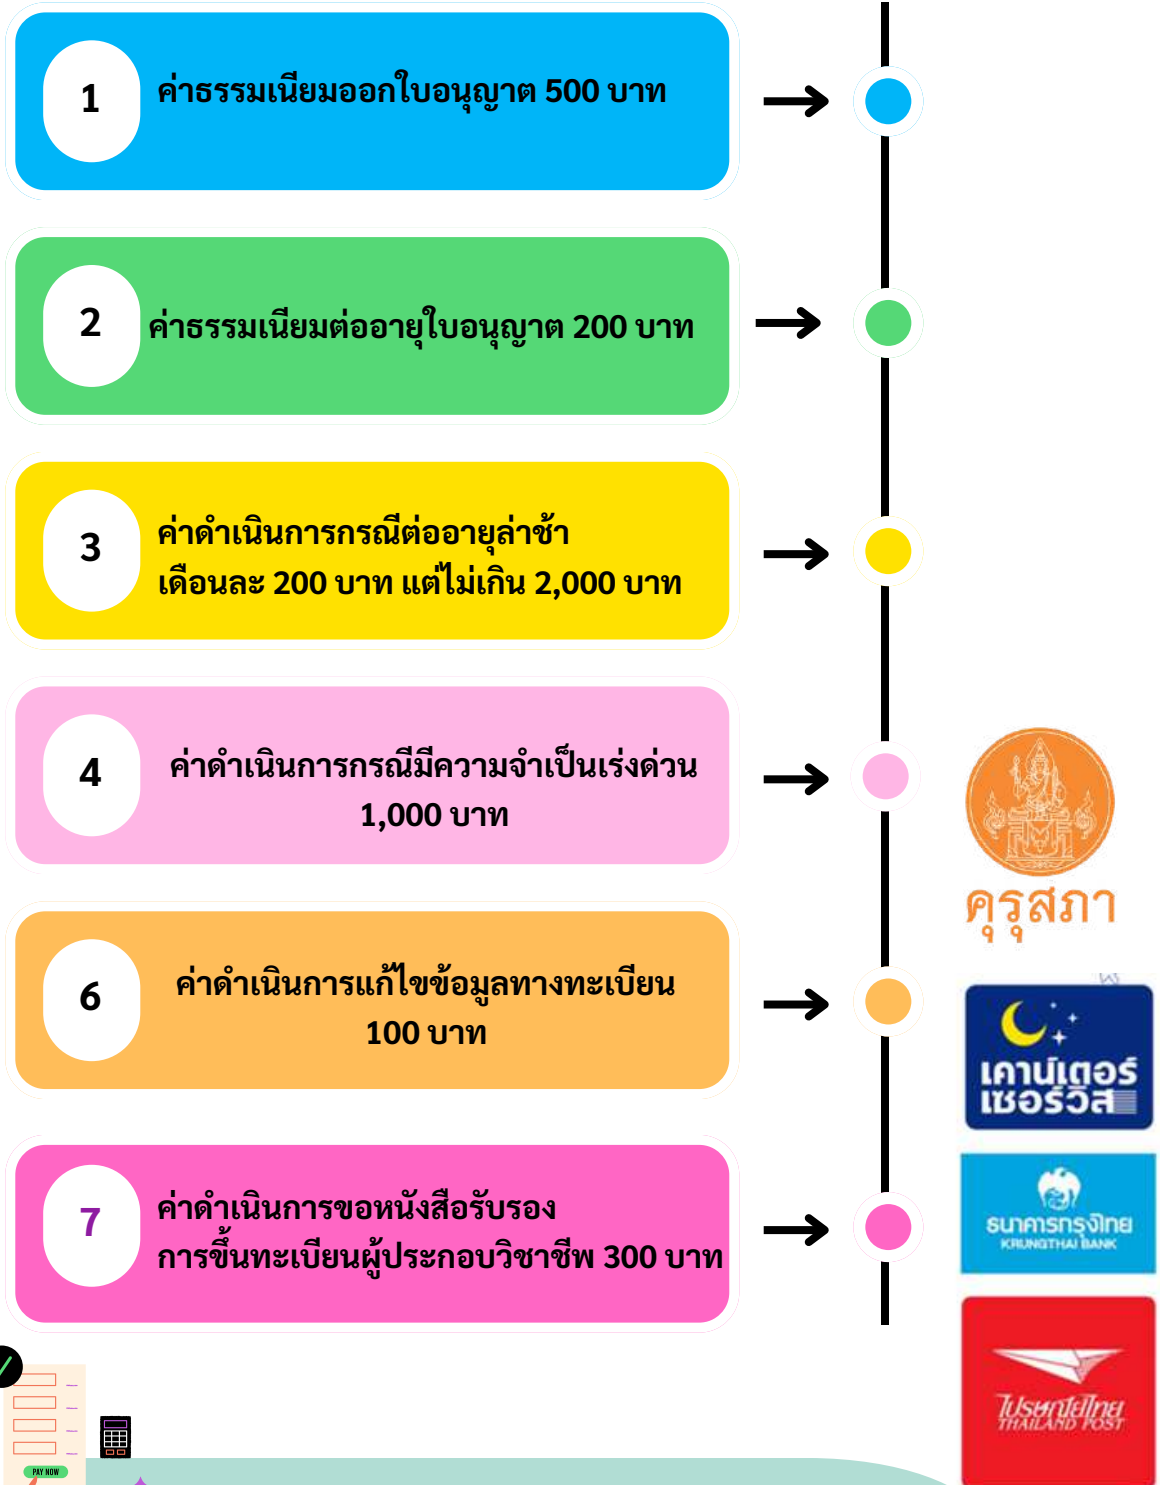 1
ค่าธรรมเนียมออกใบอนุญาต 500 บาท
2
ค่าธรรมเนียมต่ออายุใบอนุญาต 200 บาท
3
ค่าดำเนินการกรณีต่ออายุล่าช้า
เดือนละ 200 บาท แต่ไม่เกิน 2,000 บาท
4
ค่าดำเนินการกรณีมีความจำเป็นเร่งด่วน
1,000 บาท
คุรุสภา
6
ค่าดำเนินการแก้ไขข้อมูลทางทะเบียน
100 บาท
เคาน์เตอร์
เซอร์วิส
7
ค่าดำเนินการขอหนังสือรับรอง
การขึ้นทะเบียนผู้ประกอบวิชาชีพ 300 บาท
ธนาคารกรุงไทย
KRUNGTHAI BANK
ไปรษณีย์ไทย
THAILAND POST
PAY NOW